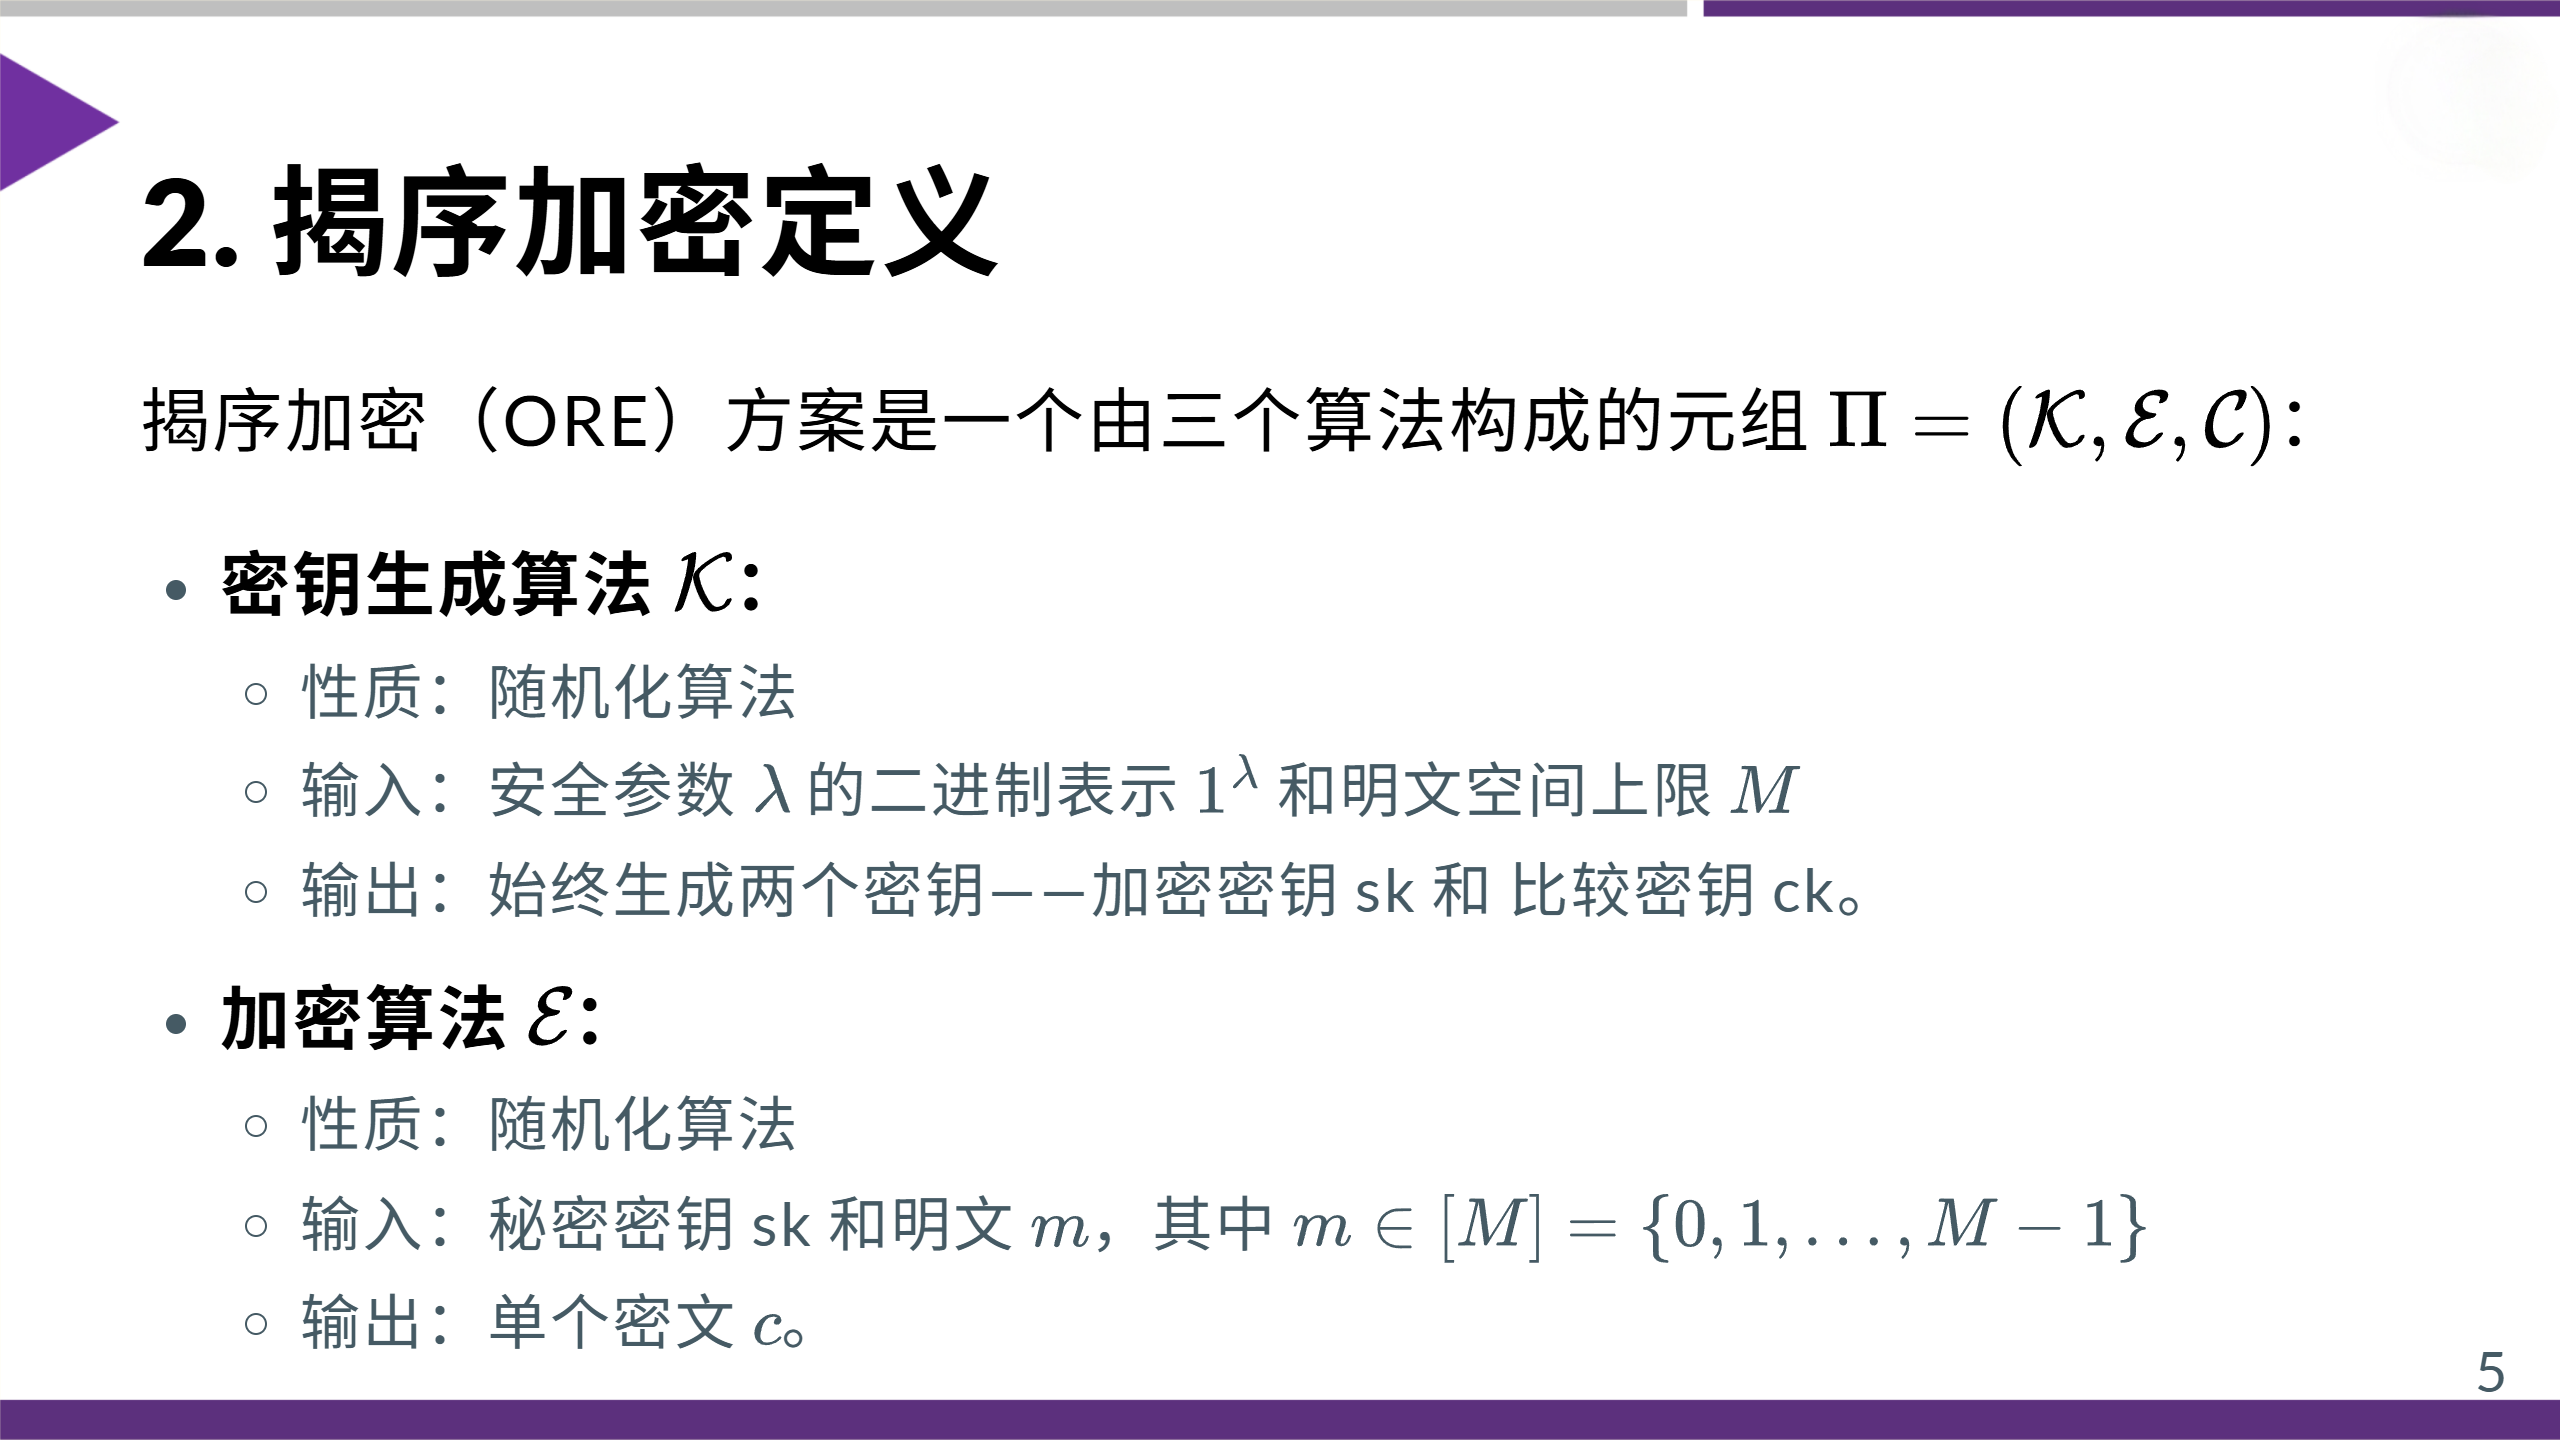 2. 揭序加密定义
揭序加密（ORE）方案是一个由三个算法构成的元组 Π = (𝒦, ℰ, 𝒞)：
• 密钥生成算法 𝒦：
○ 性质：随机化算法
○ 输入：安全参数 λ 的二进制表示 1^λ 和明文空间上限 M
○ 输出：始终生成两个密钥——加密密钥 sk 和 比较密钥 ck。
• 加密算法 ℰ：
○ 性质：随机化算法
○ 输入：秘密密钥 sk 和明文 m，其中 m ∈ [M] = {0, 1, . . . , M − 1}
○ 输出：单个密文 c。
5